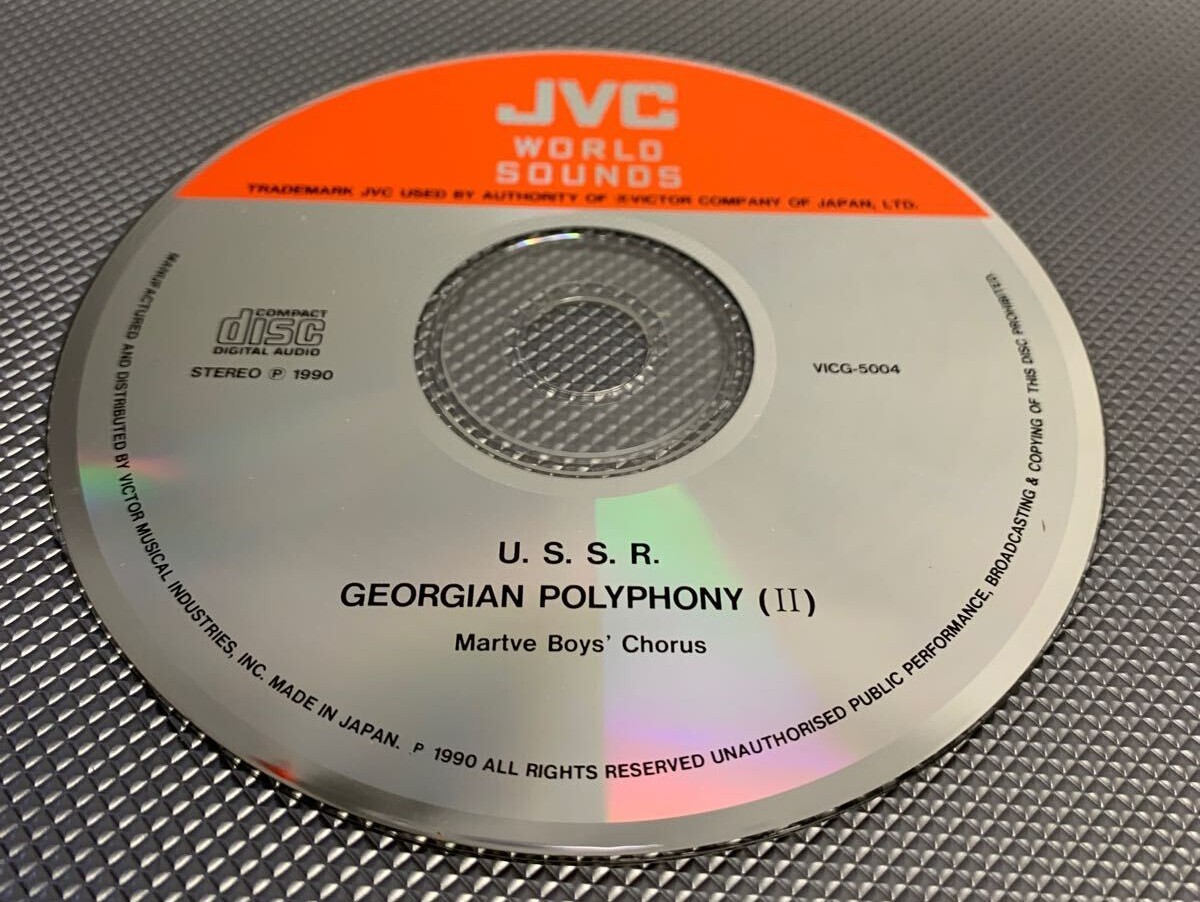 JVC
WORLD
SOUNDS
TRADEMARK JVC USED BY AUTHORITY OF ®VICTOR COMPANY OF JAPAN, LTD.
COMPACT
disc
DIGITAL AUDIO
STEREO Ⓟ 1990
VICG-5004
U. S. S. R.
GEORGIAN POLYPHONY (II)
Martve Boys' Chorus
MANUFACTURED AND DISTRIBUTED BY VICTOR MUSICAL INDUSTRIES, INC. MADE IN JAPAN. P 1990 ALL RIGHTS RESERVED UNAUTHORISED PUBLIC PERFORMANCE, BROADCASTING & COPYING OF THIS DISC PROHIBITED.